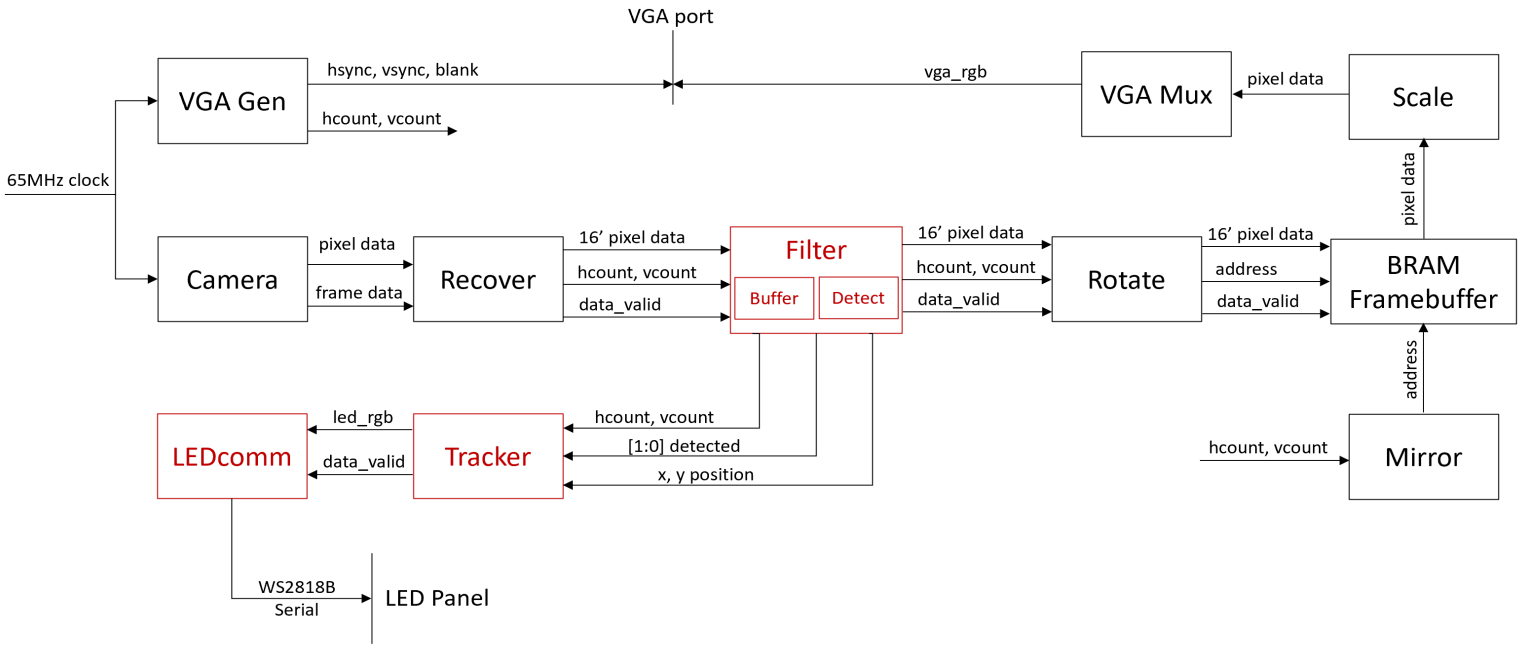 VGA port
hsync, vsync, blank
vga_rgb
pixel data
VGA Gen
VGA Mux
Scale
hcount, vcount
65MHz clock
pixel data
pixel data
16’ pixel data
Filter
16’ pixel data
16’ pixel data
Camera
Recover
hcount, vcount
hcount, vcount
Rotate
address
BRAM
Framebuffer
frame data
data_valid
Buffer
Detect
data_valid
data_valid
address
led_rgb
hcount, vcount
LEDcomm
Tracker
[1:0] detected
hcount, vcount
Mirror
data_valid
x, y position
WS2818B
Serial
LED Panel